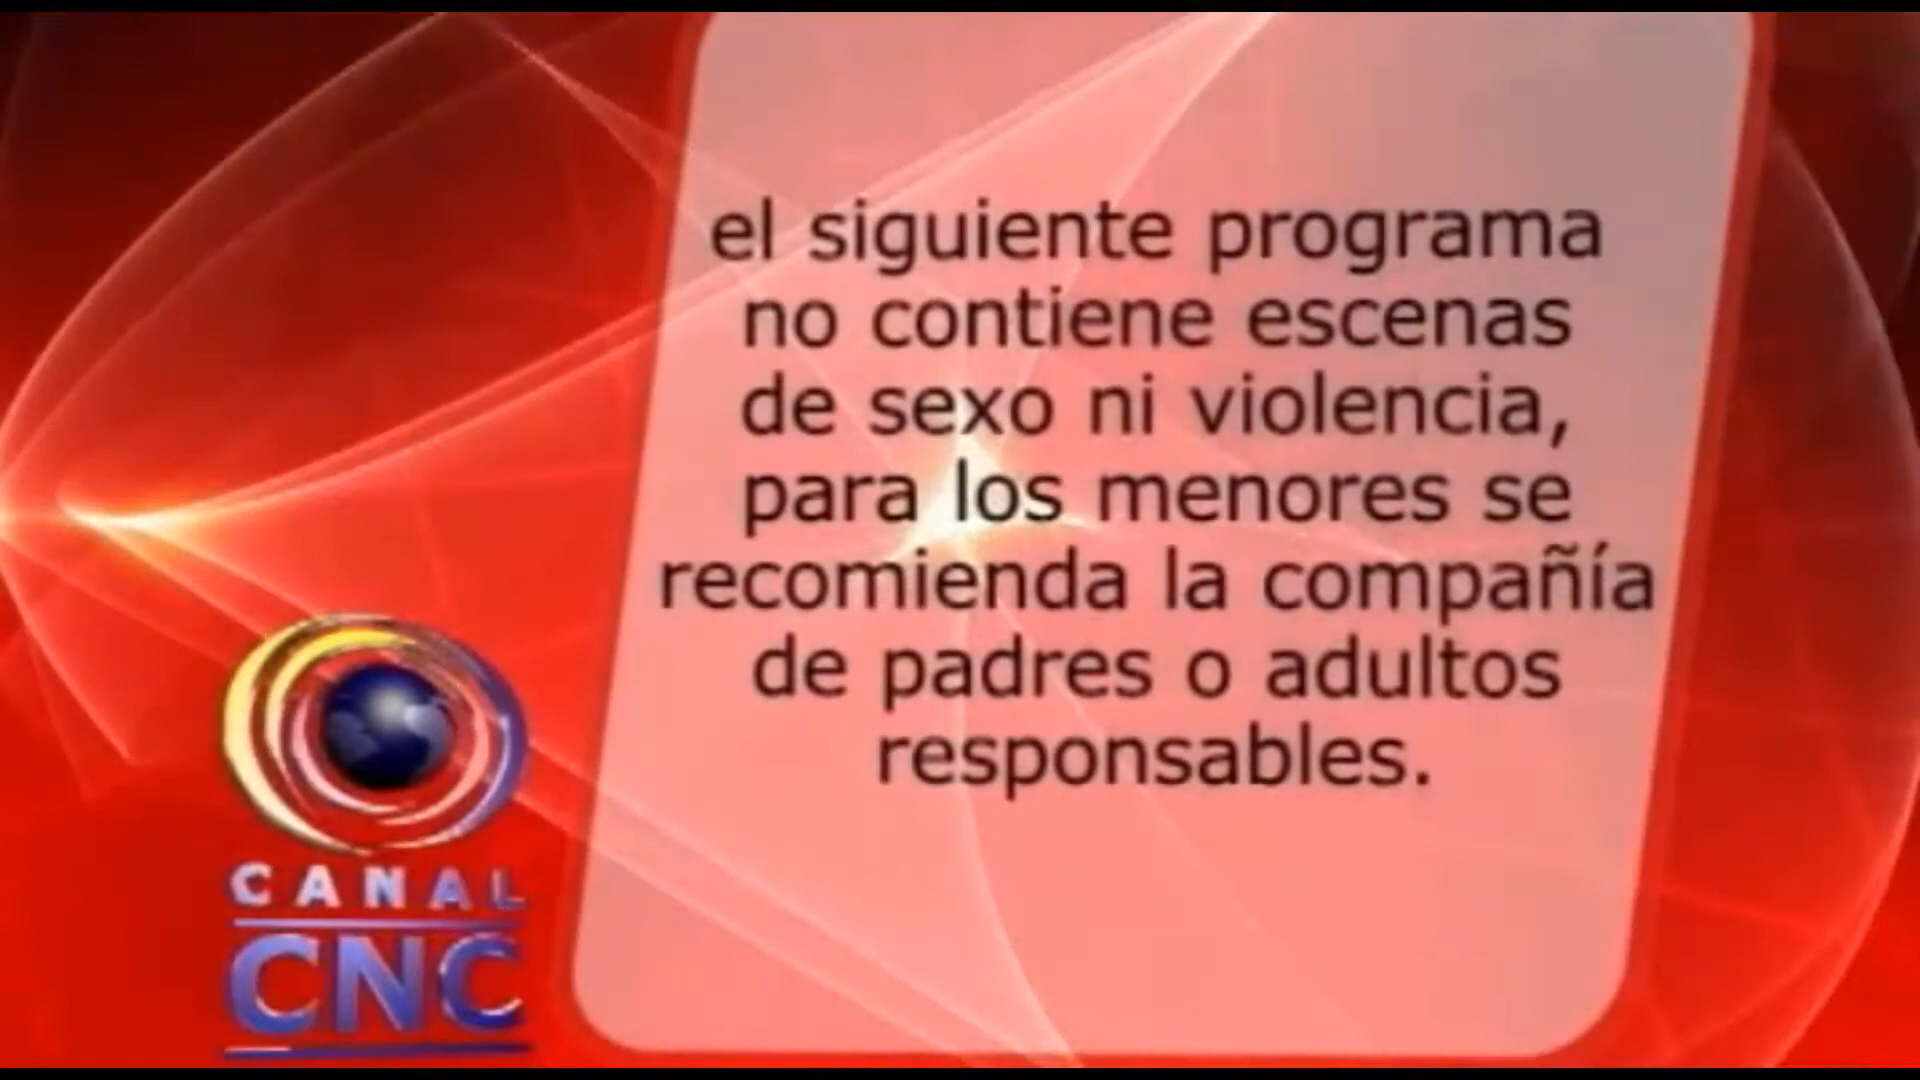 el siguiente programa
no contiene escenas
de sexo ni violencia,
para los menores se
recomienda la compañía
de padres o adultos
responsables.
CANAL
CNC